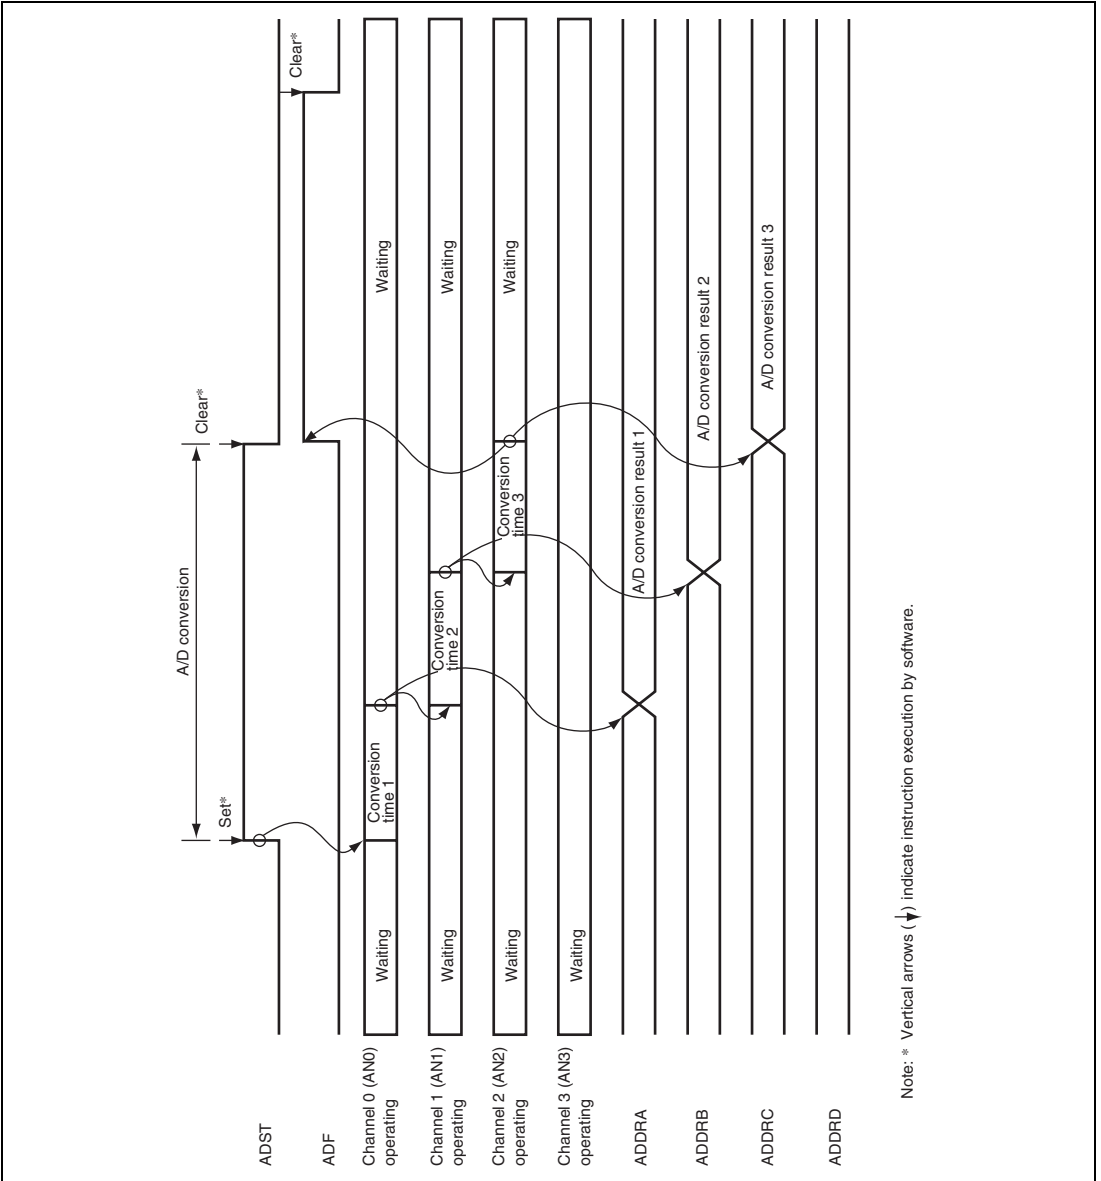 A/D conversion
Set*
Clear*
Clear*
ADST
ADF
Channel 0 (AN0)
operating
Waiting
Conversion
time 1
Waiting
Channel 1 (AN1)
operating
Waiting
Conversion
time 2
Waiting
Channel 2 (AN2)
operating
Waiting
Conversion
time 3
Waiting
Channel 3 (AN3)
operating
Waiting
ADDRA
A/D conversion result 1
ADDRB
A/D conversion result 2
ADDRC
A/D conversion result 3
ADDRD
Note: * Vertical arrows (↓) indicate instruction execution by software.